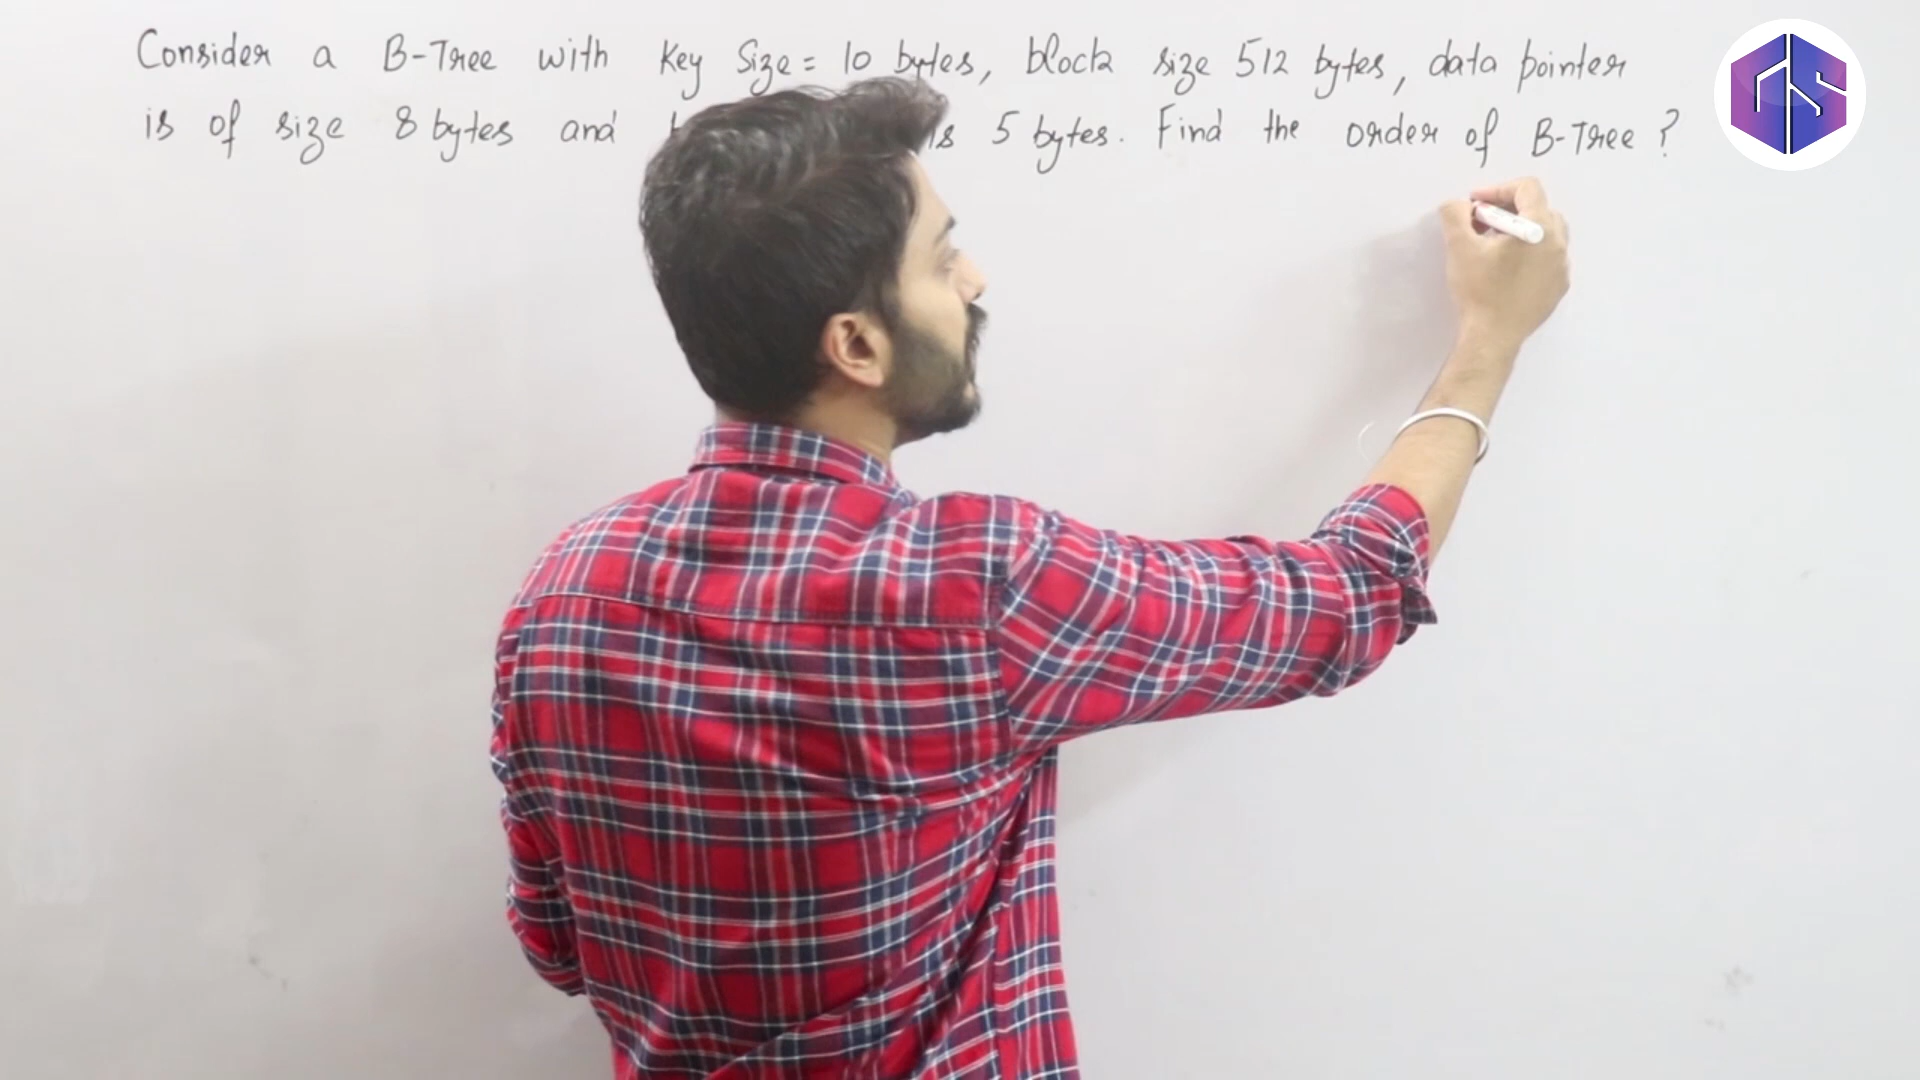 Consider a B-Tree with Key Size = 10 bytes, block size 512 bytes, data pointer
is of size 8 bytes and is 5 bytes. Find the order of B-Tree ?